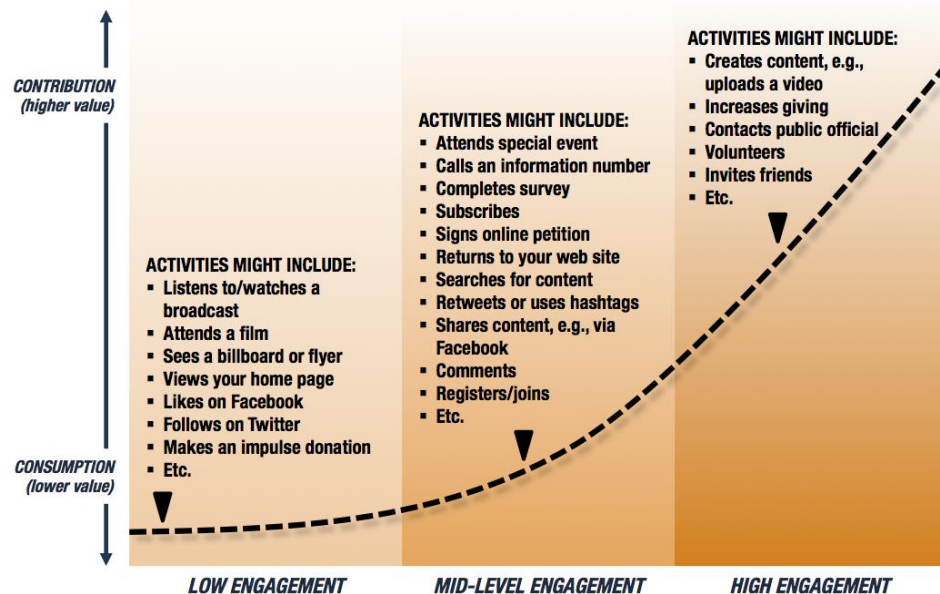 CONTRIBUTION
(higher value)
CONSUMPTION
(lower value)
ACTIVITIES MIGHT INCLUDE:
▪ Listens to/watches a
broadcast
▪ Attends a film
▪ Sees a billboard or flyer
▪ Views your home page
▪ Likes on Facebook
▪ Follows on Twitter
▪ Makes an impulse donation
▪ Etc.
ACTIVITIES MIGHT INCLUDE:
▪ Attends special event
▪ Calls an information number
▪ Completes survey
▪ Subscribes
▪ Signs online petition
▪ Returns to your web site
▪ Searches for content
▪ Retweets or uses hashtags
▪ Shares content, e.g., via
Facebook
▪ Comments
▪ Registers/joins
▪ Etc.
ACTIVITIES MIGHT INCLUDE:
▪ Creates content, e.g.,
uploads a video
▪ Increases giving
▪ Contacts public official
▪ Volunteers
▪ Invites friends
▪ Etc.
LOW ENGAGEMENT
MID-LEVEL ENGAGEMENT
HIGH ENGAGEMENT